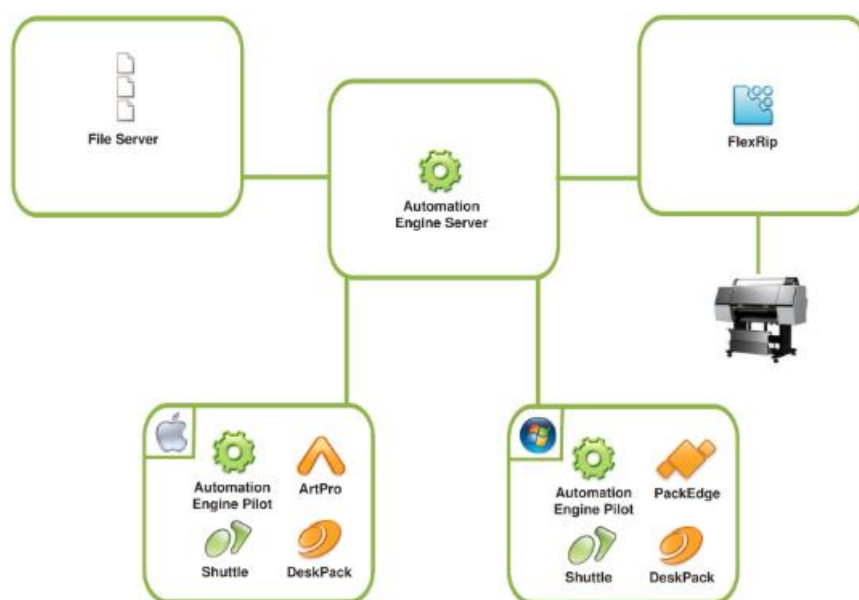 File Server
FlexRip
Automation
Engine Server
Automation
Engine Pilot
ArtPro
Shuttle
DeskPack
Automation
Engine Pilot
PackEdge
Shuttle
DeskPack